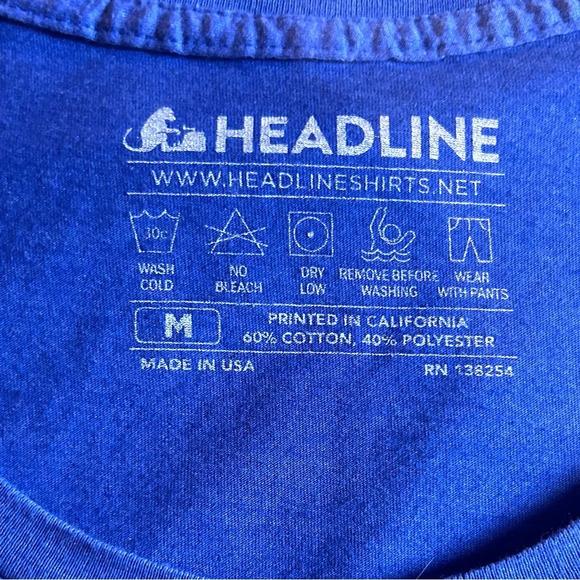 HEADLINE
WWW.HEADLINESHIRTS.NET
30c
WASH COLD
NO BLEACH
DRY LOW
REMOVE BEFORE WASHING
WEAR WITH PANTS
M
PRINTED IN CALIFORNIA
60% COTTON, 40% POLYESTER
MADE IN USA
RN 138254